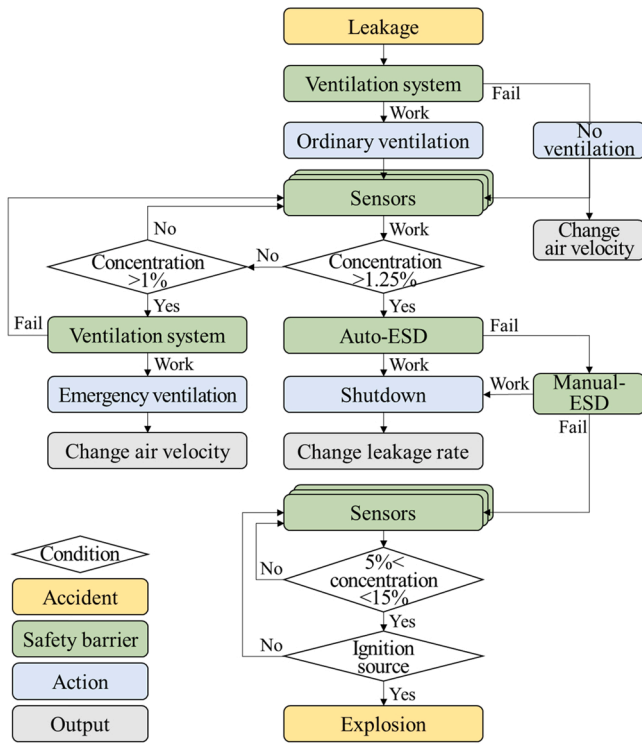 Leakage
Ventilation system
Fail
Work
Ordinary ventilation
No
ventilation
Sensors
No
Work
Change
air velocity
Concentration
>1%
No
Concentration
>1.25%
Yes
Yes
Fail
Ventilation system
Auto-ESD
Fail
Work
Work
Emergency ventilation
Shutdown
Work
Manual-
ESD
Fail
Change air velocity
Change leakage rate
Sensors
Condition
No
5%<
concentration
<15%
Accident
Yes
Safety barrier
No
Ignition
source
Action
Yes
Output
Explosion